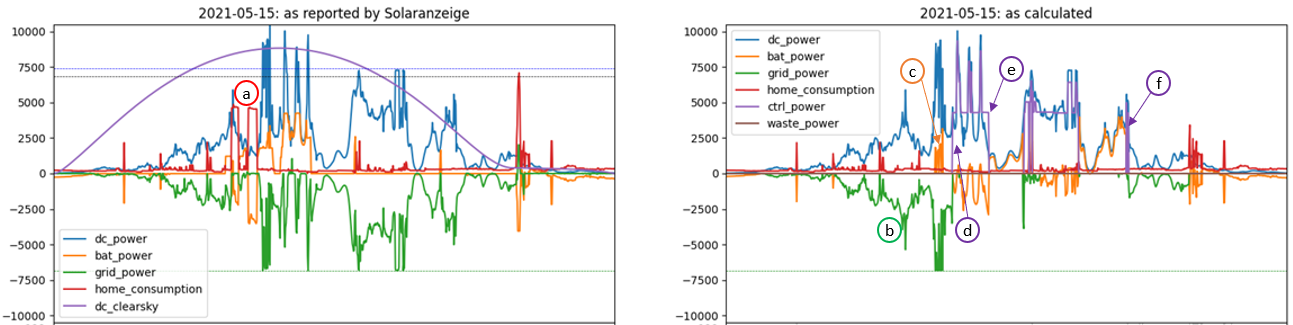 2021-05-15: as reported by Solaranzeige
10000
7500
5000
2500
0
−2500
−5000
−7500
−10000
a
dc_power
bat_power
grid_power
home_consumption
dc_clearsky
2021-05-15: as calculated
10000
7500
5000
2500
0
−2500
−5000
−7500
−10000
dc_power
bat_power
grid_power
home_consumption
ctrl_power
waste_power
c
e
f
b
d